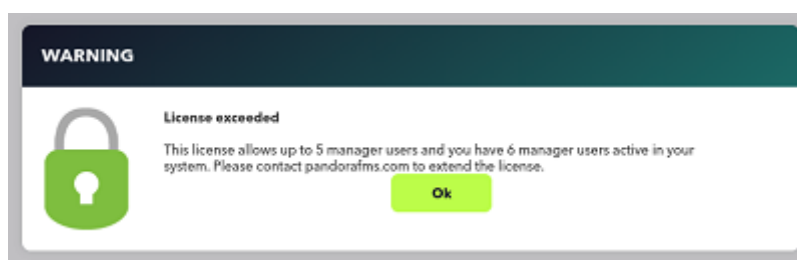 WARNING
License exceeded
This license allows up to 5 manager users and you have 6 manager users active in your
system. Please contact pandorafms.com to extend the license.
Ok